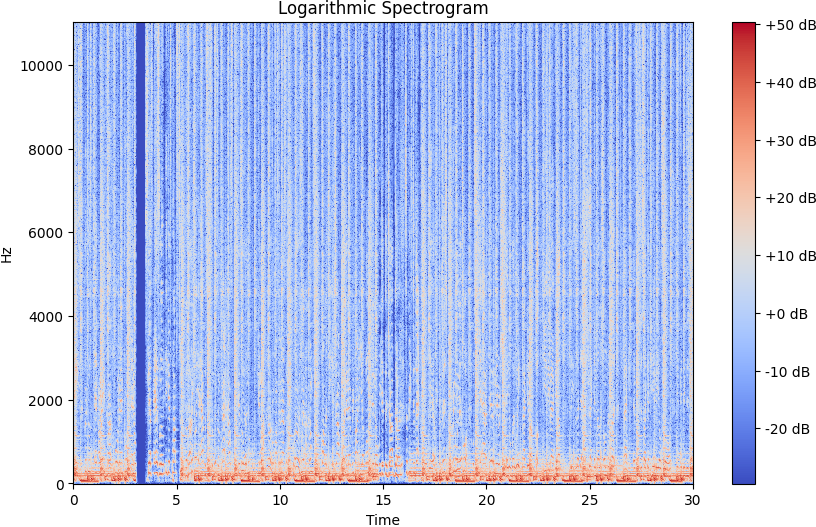 Logarithmic Spectrogram
Hz
10000
8000
6000
4000
2000
0
0 5 10 15 20 25 30
Time
+50 dB
+40 dB
+30 dB
+20 dB
+10 dB
+0 dB
-10 dB
-20 dB